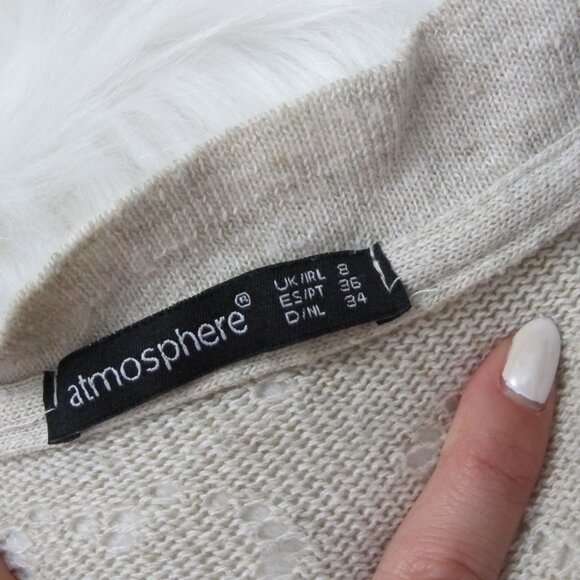 atmosphere®
UK/IRL 8
ES/PT 36
D/NL 34